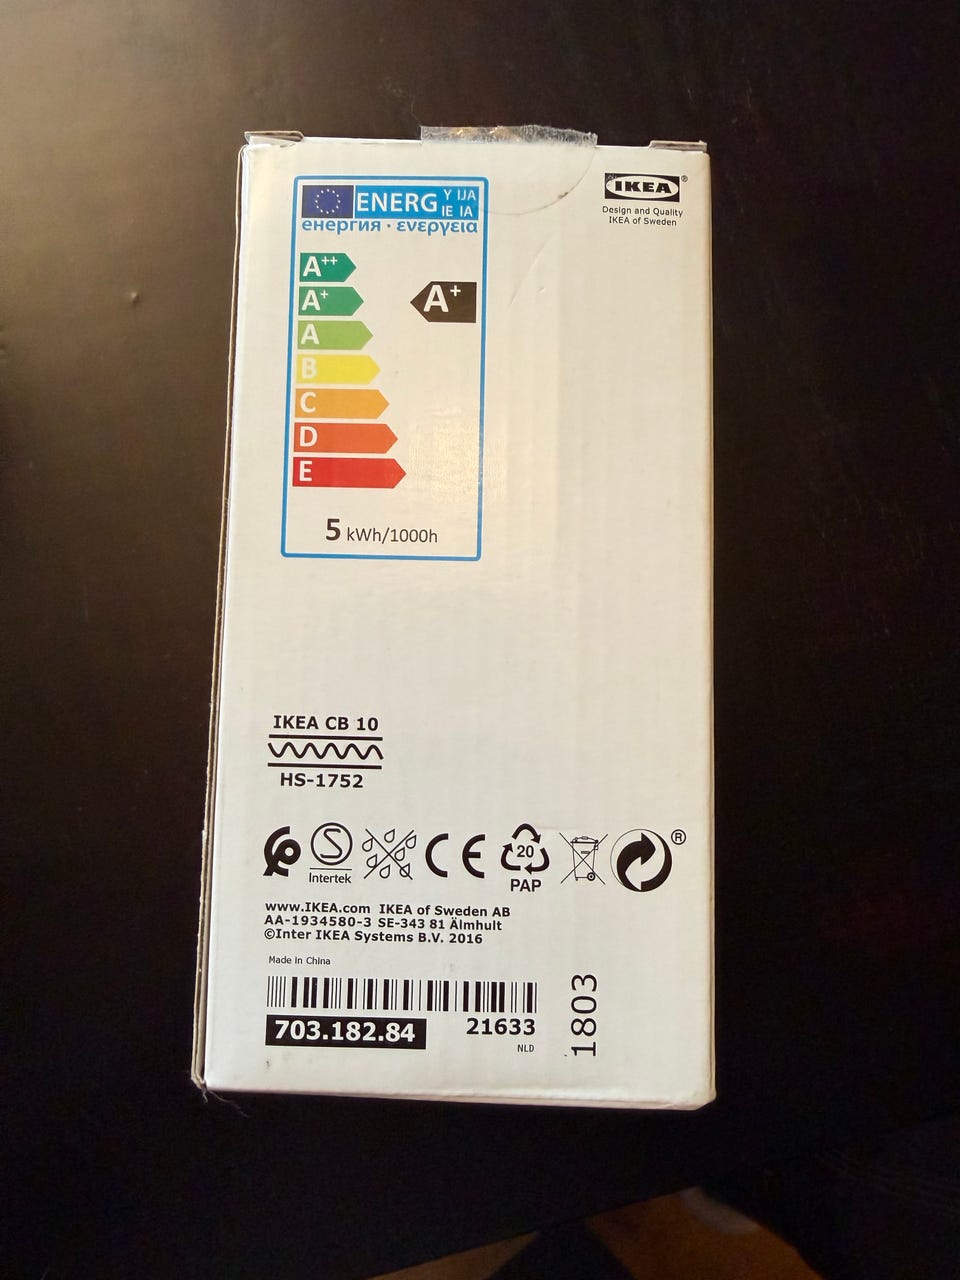 IKEA®
Design and Quality
IKEA of Sweden
ENERG Y IJA
IE IA
енергия · ενεργεια
A++
A+
A+
A
B
C
D
E
5 kWh/1000h
IKEA CB 10
HS-1752
S
Intertek
CE
20
PAP
®
www.IKEA.com IKEA of Sweden AB
AA-1934580-3 SE-343 81 Älmhult
©Inter IKEA Systems B.V. 2016
Made in China
703.182.84
21633
NLD
1803